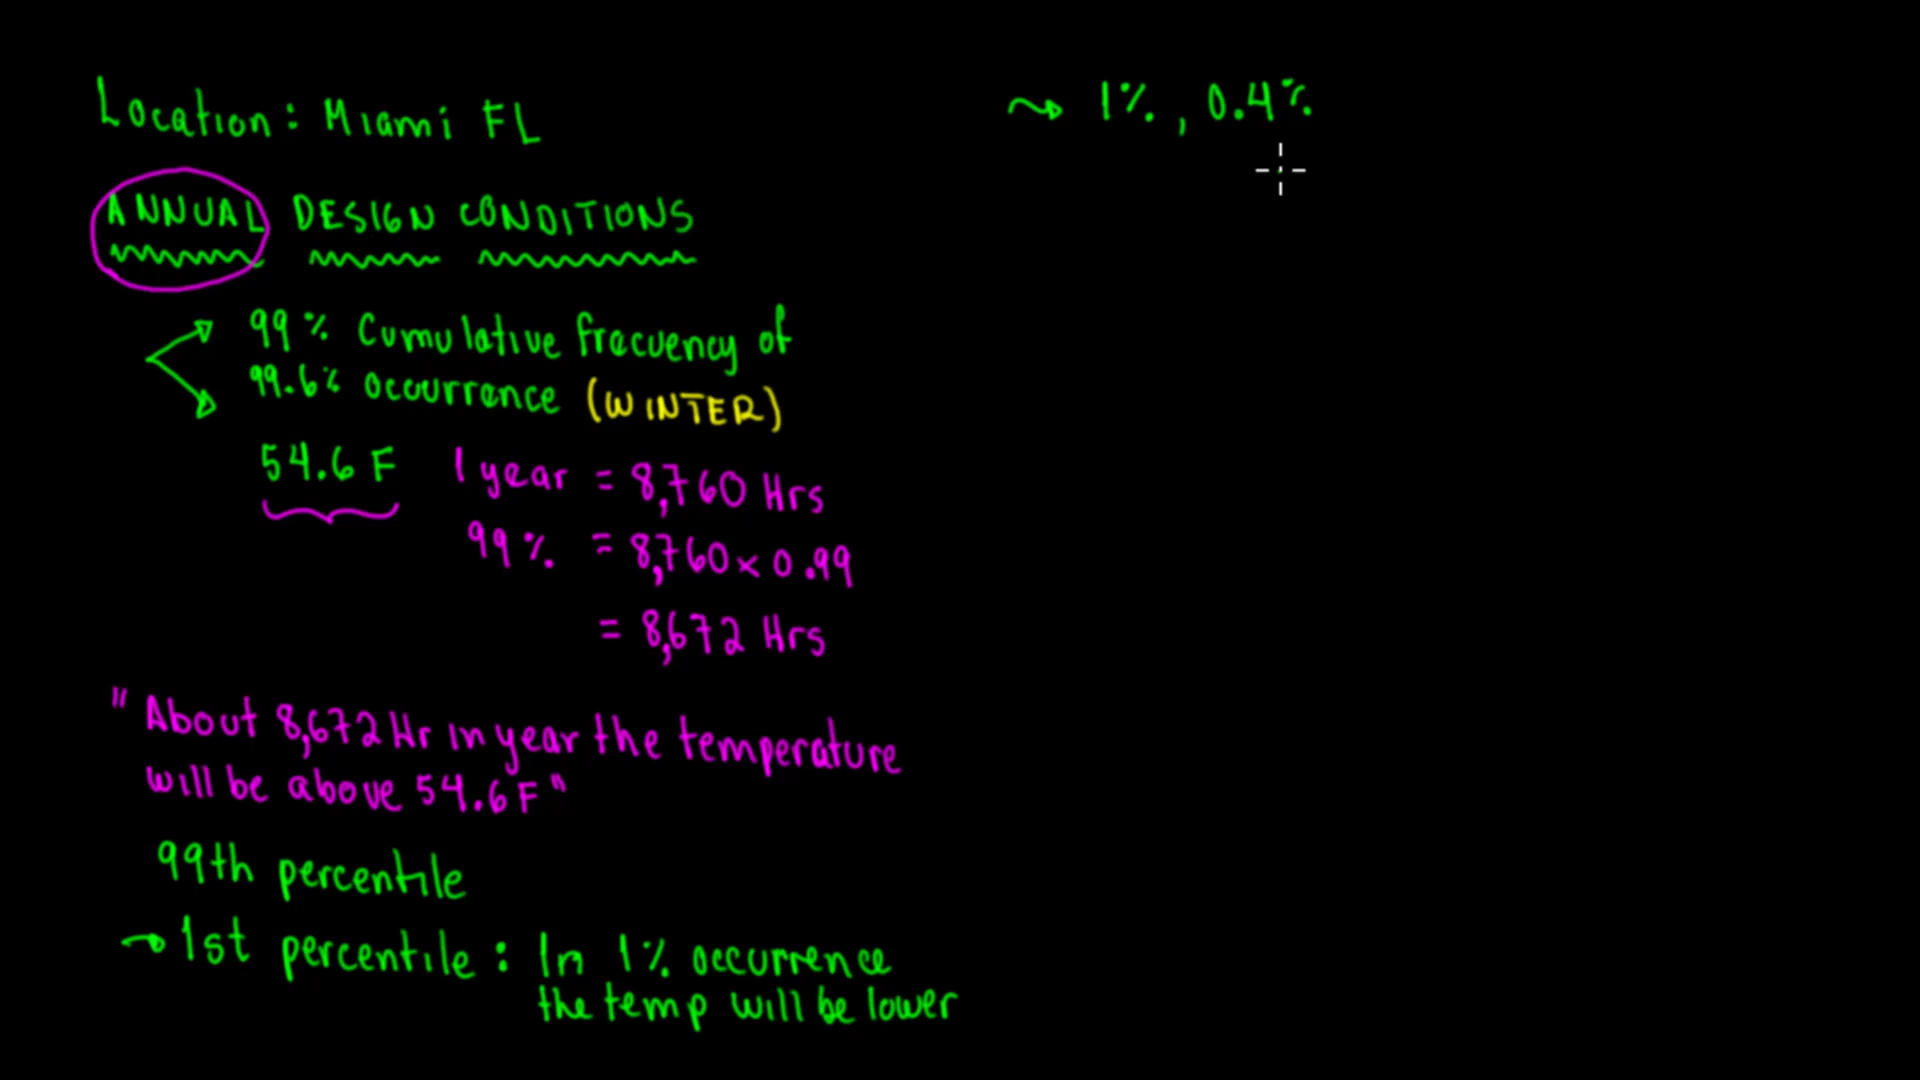 Location: Miami FL
ANNUAL DESIGN CONDITIONS
99% Cumulative frecuency of
99.6% occurrence (WINTER)
54.6 F 1 year = 8,760 Hrs
99% = 8,760 x 0.99
= 8,672 Hrs
"About 8,672 Hr in year the temperature
will be above 54.6 F"
99th percentile
→ 1st percentile: In 1% occurrence
the temp will be lower
→ 1%, 0.4%